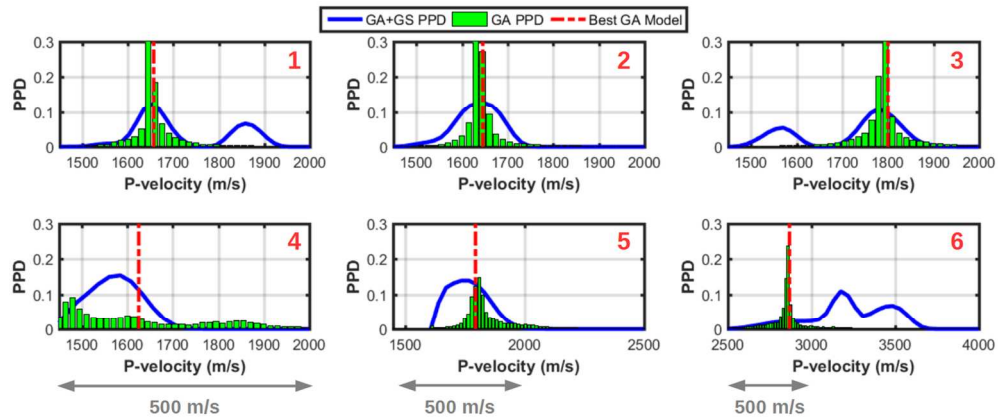 GA+GS PPD GA PPD Best GA Model
0.3 0.2 0.1 0 PPD 1 1500 1600 1700 1800 1900 2000
P-velocity (m/s)
0.3 0.2 0.1 0 PPD 2 1500 1600 1700 1800 1900 2000
P-velocity (m/s)
0.3 0.2 0.1 0 PPD 3 1500 1600 1700 1800 1900 2000
P-velocity (m/s)
0.3 0.2 0.1 0 PPD 4 1500 1600 1700 1800 1900 2000
P-velocity (m/s)
500 m/s
0.3 0.2 0.1 0 PPD 5 1500 2000 2500
P-velocity (m/s)
500 m/s
0.3 0.2 0.1 0 PPD 6 2500 3000 3500 4000
P-velocity (m/s)
500 m/s